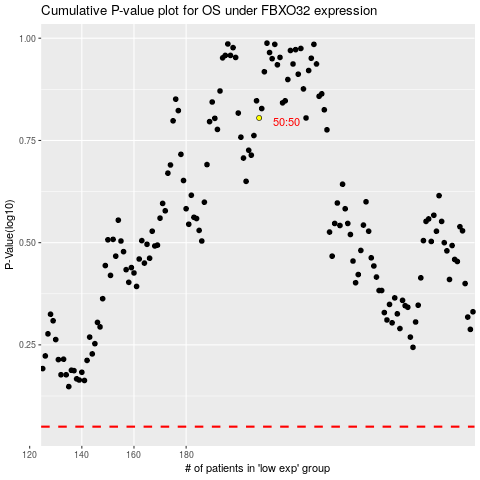 Cumulative P-value plot for OS under FBXO32 expression
P-Value(log10)
1.00
0.75
0.50
0.25
50:50
120 140 160 180
# of patients in 'low exp' group